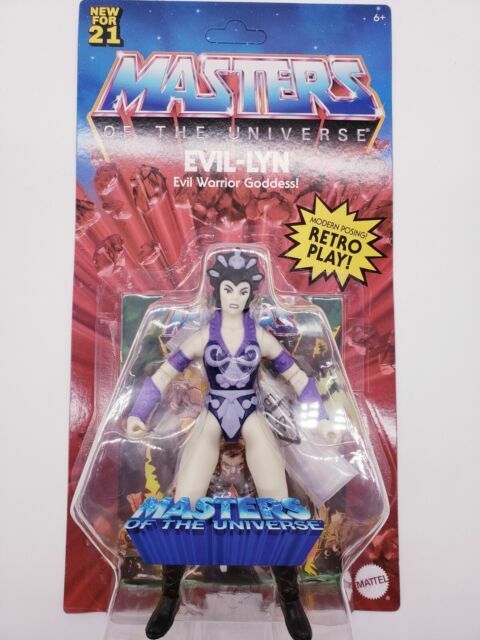 NEW
FOR
21
6+
MASTERS
OF THE UNIVERSE®
EVIL-LYN
Evil Warrior Goddess!
MODERN POSING!
RETRO
PLAY!
MASTERS
OF THE UNIVERSE
MATTEL